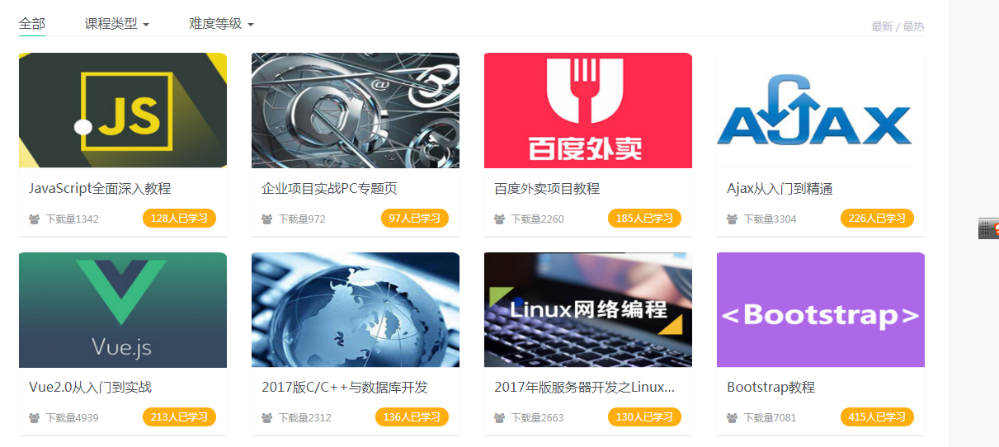 全部 课程类型 难度等级 最新 / 最热
JS
@
百度外卖
AJAX
JavaScript全面深入教程
企业项目实战PC专题页
百度外卖项目教程
Ajax从入门到精通
下载量1342 128人已学习
下载量972 97人已学习
下载量2260 185人已学习
下载量3304 226人已学习
Vue.js
Linux网络编程
<Bootstrap>
Vue2.0从入门到实战
2017版C/C++与数据库开发
2017年版服务器开发之Linux...
Bootstrap教程
下载量4939 213人已学习
下载量2312 136人已学习
下载量2663 130人已学习
下载量7081 415人已学习